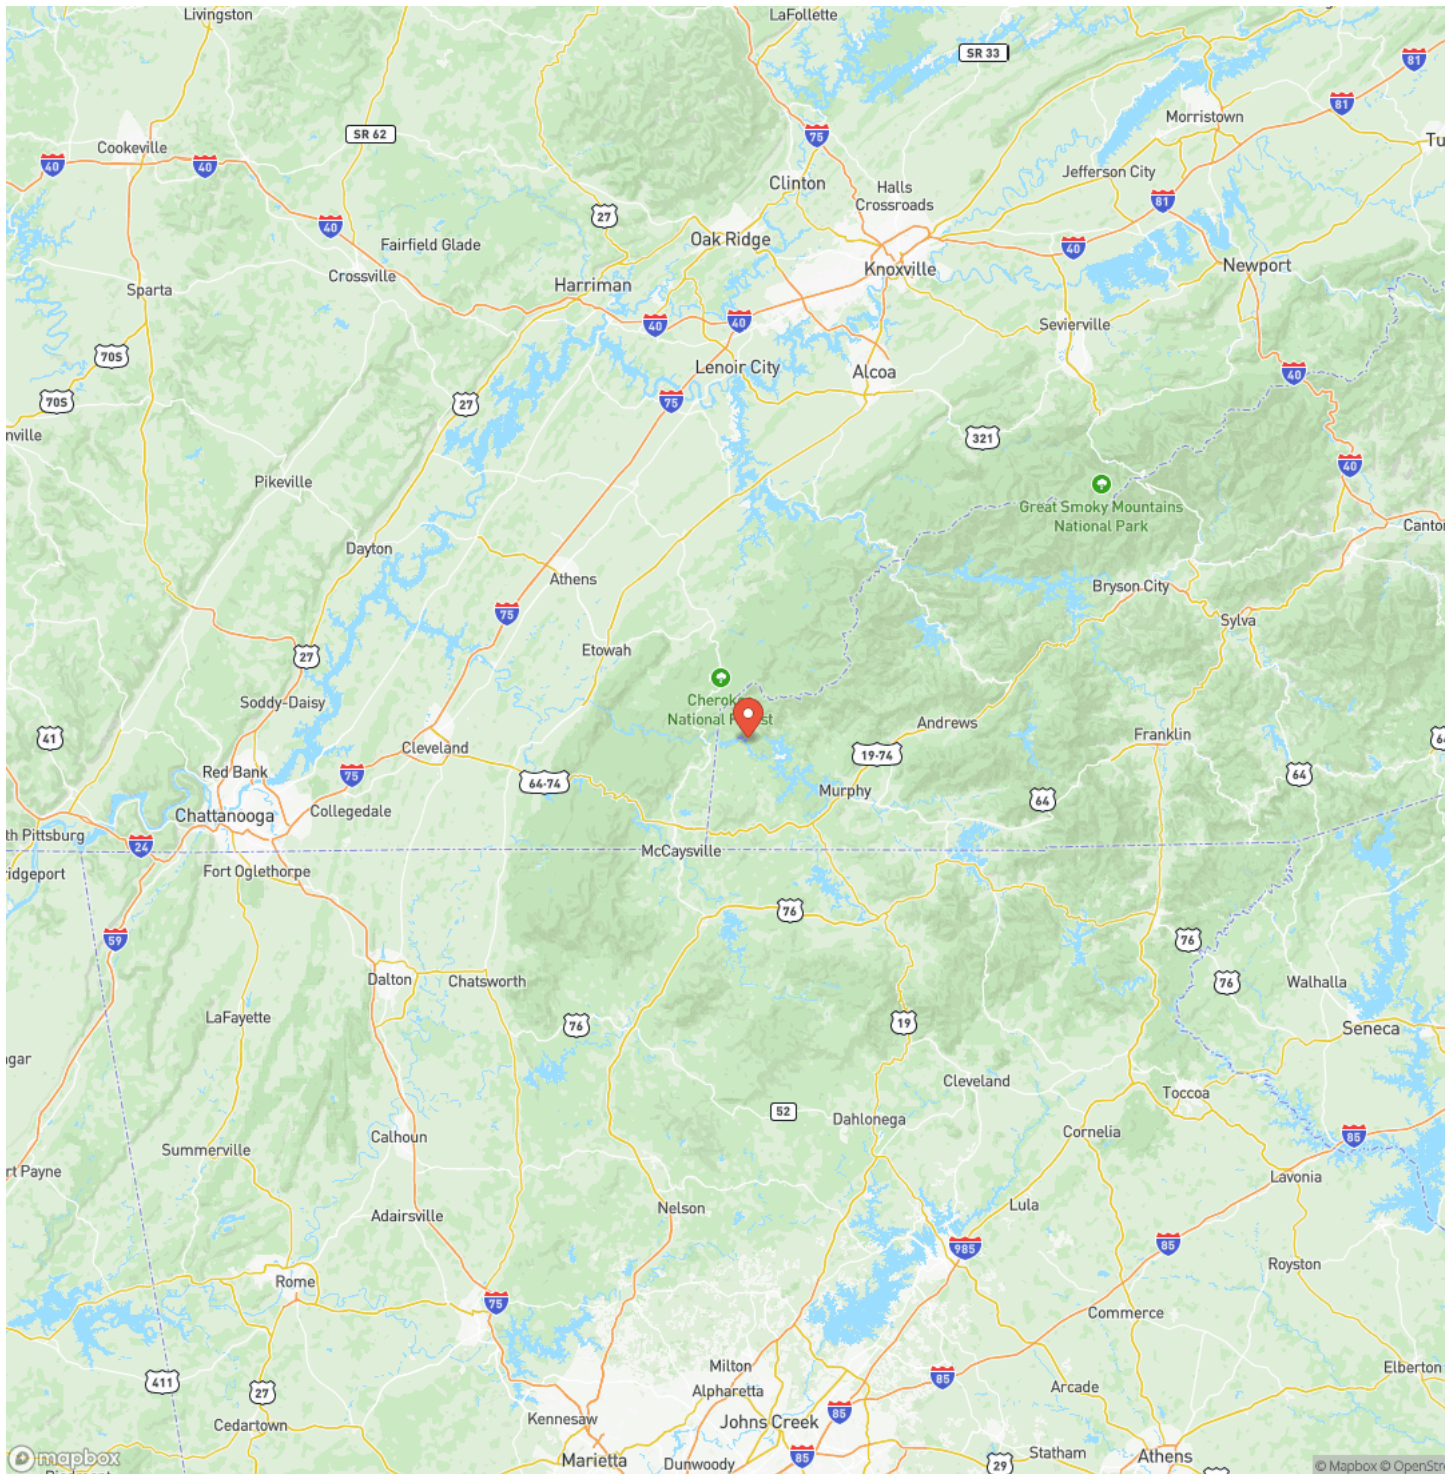 Livingston
LaFollette
SR 33
81
81
Morristown
Tu
SR 62
75
Cookeville
40
40
Clinton
Jefferson City
Halls
Crossroads
81
27
40
Oak Ridge
Fairfield Glade
40
Knoxville
Newport
Crossville
Harriman
Sparta
40
40
Sevierville
70S
Lenoir City
Alcoa
40
70S
27
75
nville
321
40
Pikeville
Great Smoky Mountains
National Park
Canton
Dayton
Athens
Bryson City
75
Sylva
Etowah
27
Soddy-Daisy
Cherokee
National Forest
Andrews
Franklin
41
Cleveland
64
19-74
Red Bank
75
64-74
64
Murphy
64
Chattanooga
Collegedale
th Pittsburg
24
McCaysville
ridgeport
Fort Oglethorpe
76
59
76
Dalton
Chatsworth
76
Walhalla
LaFayette
76
19
Seneca
gar
Cleveland
Toccoa
52
Dahlonega
Cornelia
85
Calhoun
Summerville
rt Payne
Lavonia
Nelson
Lula
Adairsville
985
85
Royston
Rome
75
Commerce
Milton
Elberton
411
27
Alpharetta
85
Arcade
Cedartown
Kennesaw
Johns Creek
85
Statham
Athens
Marietta
Dunwoody
85
29
mapbox
© Mapbox © OpenStr